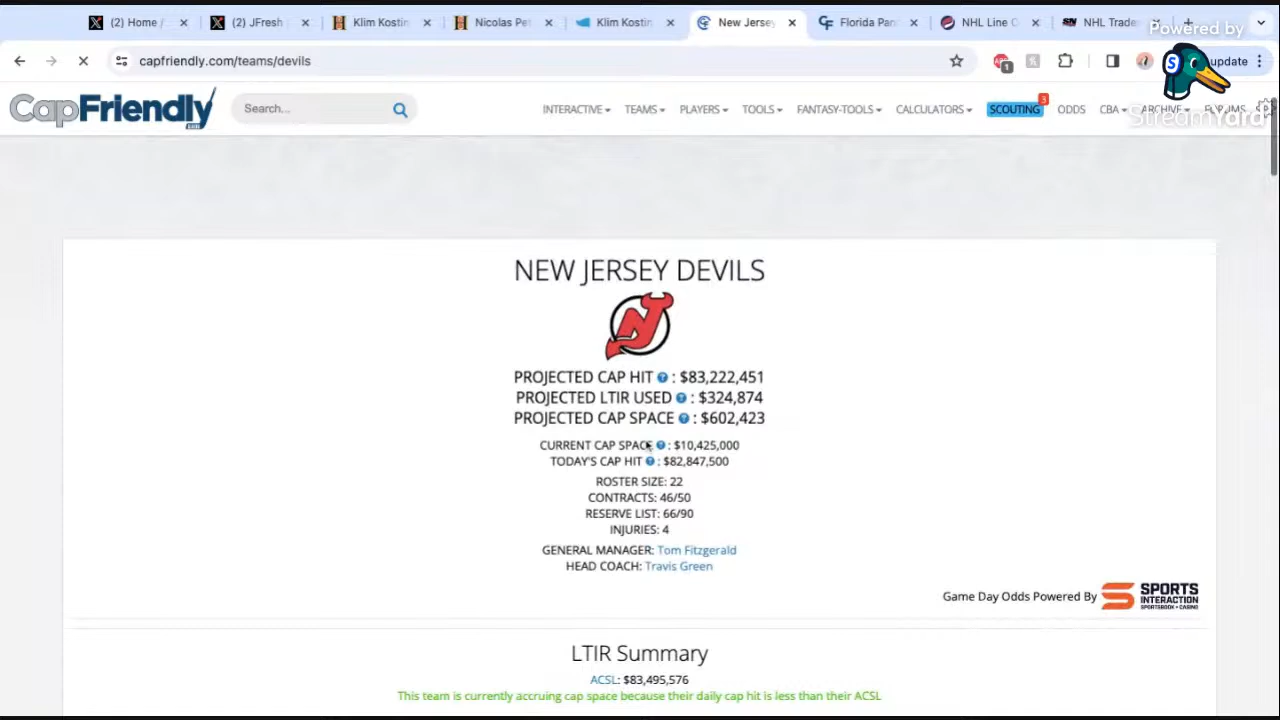 (2) Home /
(2) JFresh
Klim Kostin
Nicolas Pet
Klim Kostin
New Jersey
Florida Pan
NHL Line C
NHL Trade
Powered by
capfriendly.com/teams/devils
1
update
S
StreamYard
CapFriendly
Search...
INTERACTIVE
TEAMS
PLAYERS
TOOLS
FANTASY-TOOLS
CALCULATORS
SCOUTING
3
ODDS
CBA
ARCHIVE
FORUMS
NEW JERSEY DEVILS
PROJECTED CAP HIT ? : $83,222,451
PROJECTED LTIR USED ? : $324,874
PROJECTED CAP SPACE ? : $602,423
CURRENT CAP SPACE ? : $10,425,000
TODAY'S CAP HIT ? : $82,847,500
ROSTER SIZE: 22
CONTRACTS: 46/50
RESERVE LIST: 66/90
INJURIES: 4
GENERAL MANAGER: Tom Fitzgerald
HEAD COACH: Travis Green
Game Day Odds Powered By
SPORTS
INTERACTION
SPORTSBOOK + CASINO
LTIR Summary
ACSL: $83,495,576
This team is currently accruing cap space because their daily cap hit is less than their ACSL